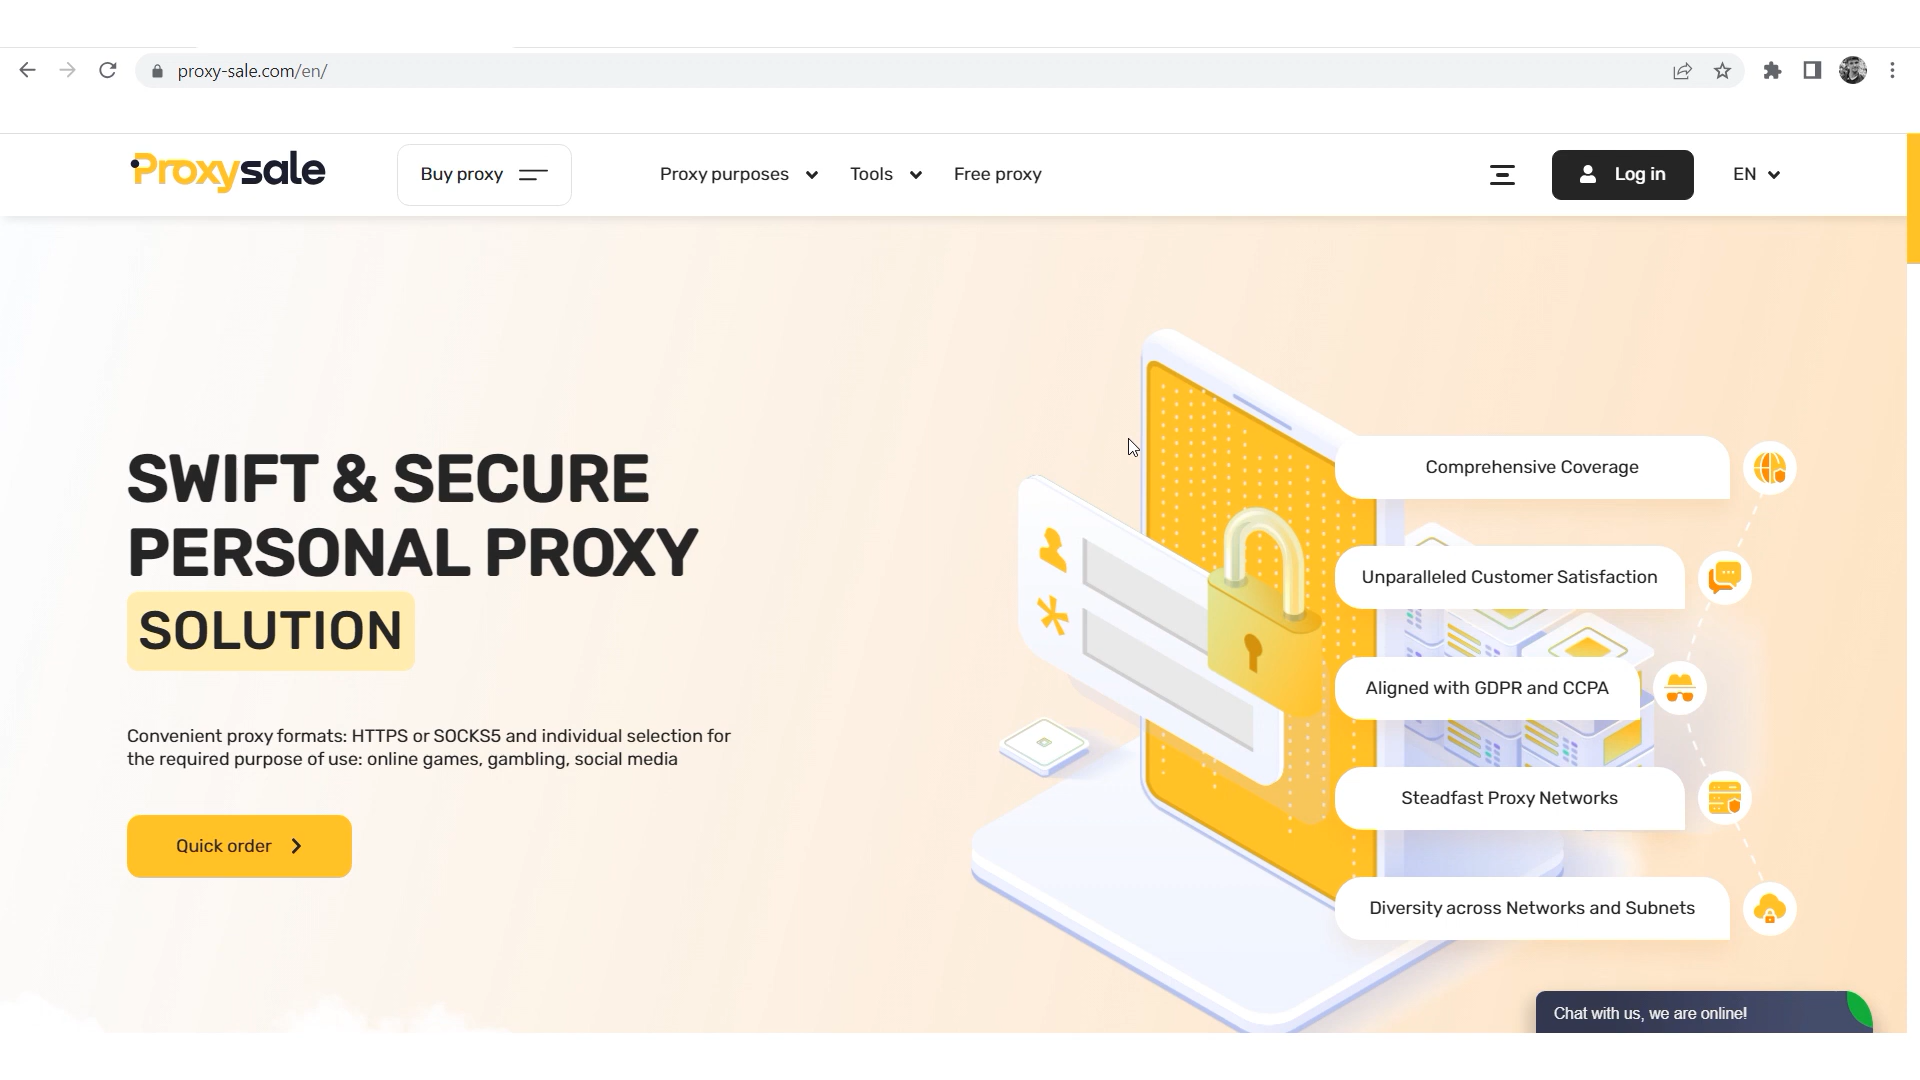 proxy-sale.com/en/
Proxysale
Buy proxy
Proxy purposes
Tools
Free proxy
Log in
EN
SWIFT & SECURE
PERSONAL PROXY
SOLUTION
Convenient proxy formats: HTTPS or SOCKS5 and individual selection for
the required purpose of use: online games, gambling, social media
Quick order
Comprehensive Coverage
Unparalleled Customer Satisfaction
Aligned with GDPR and CCPA
Steadfast Proxy Networks
Diversity across Networks and Subnets
Chat with us, we are online!